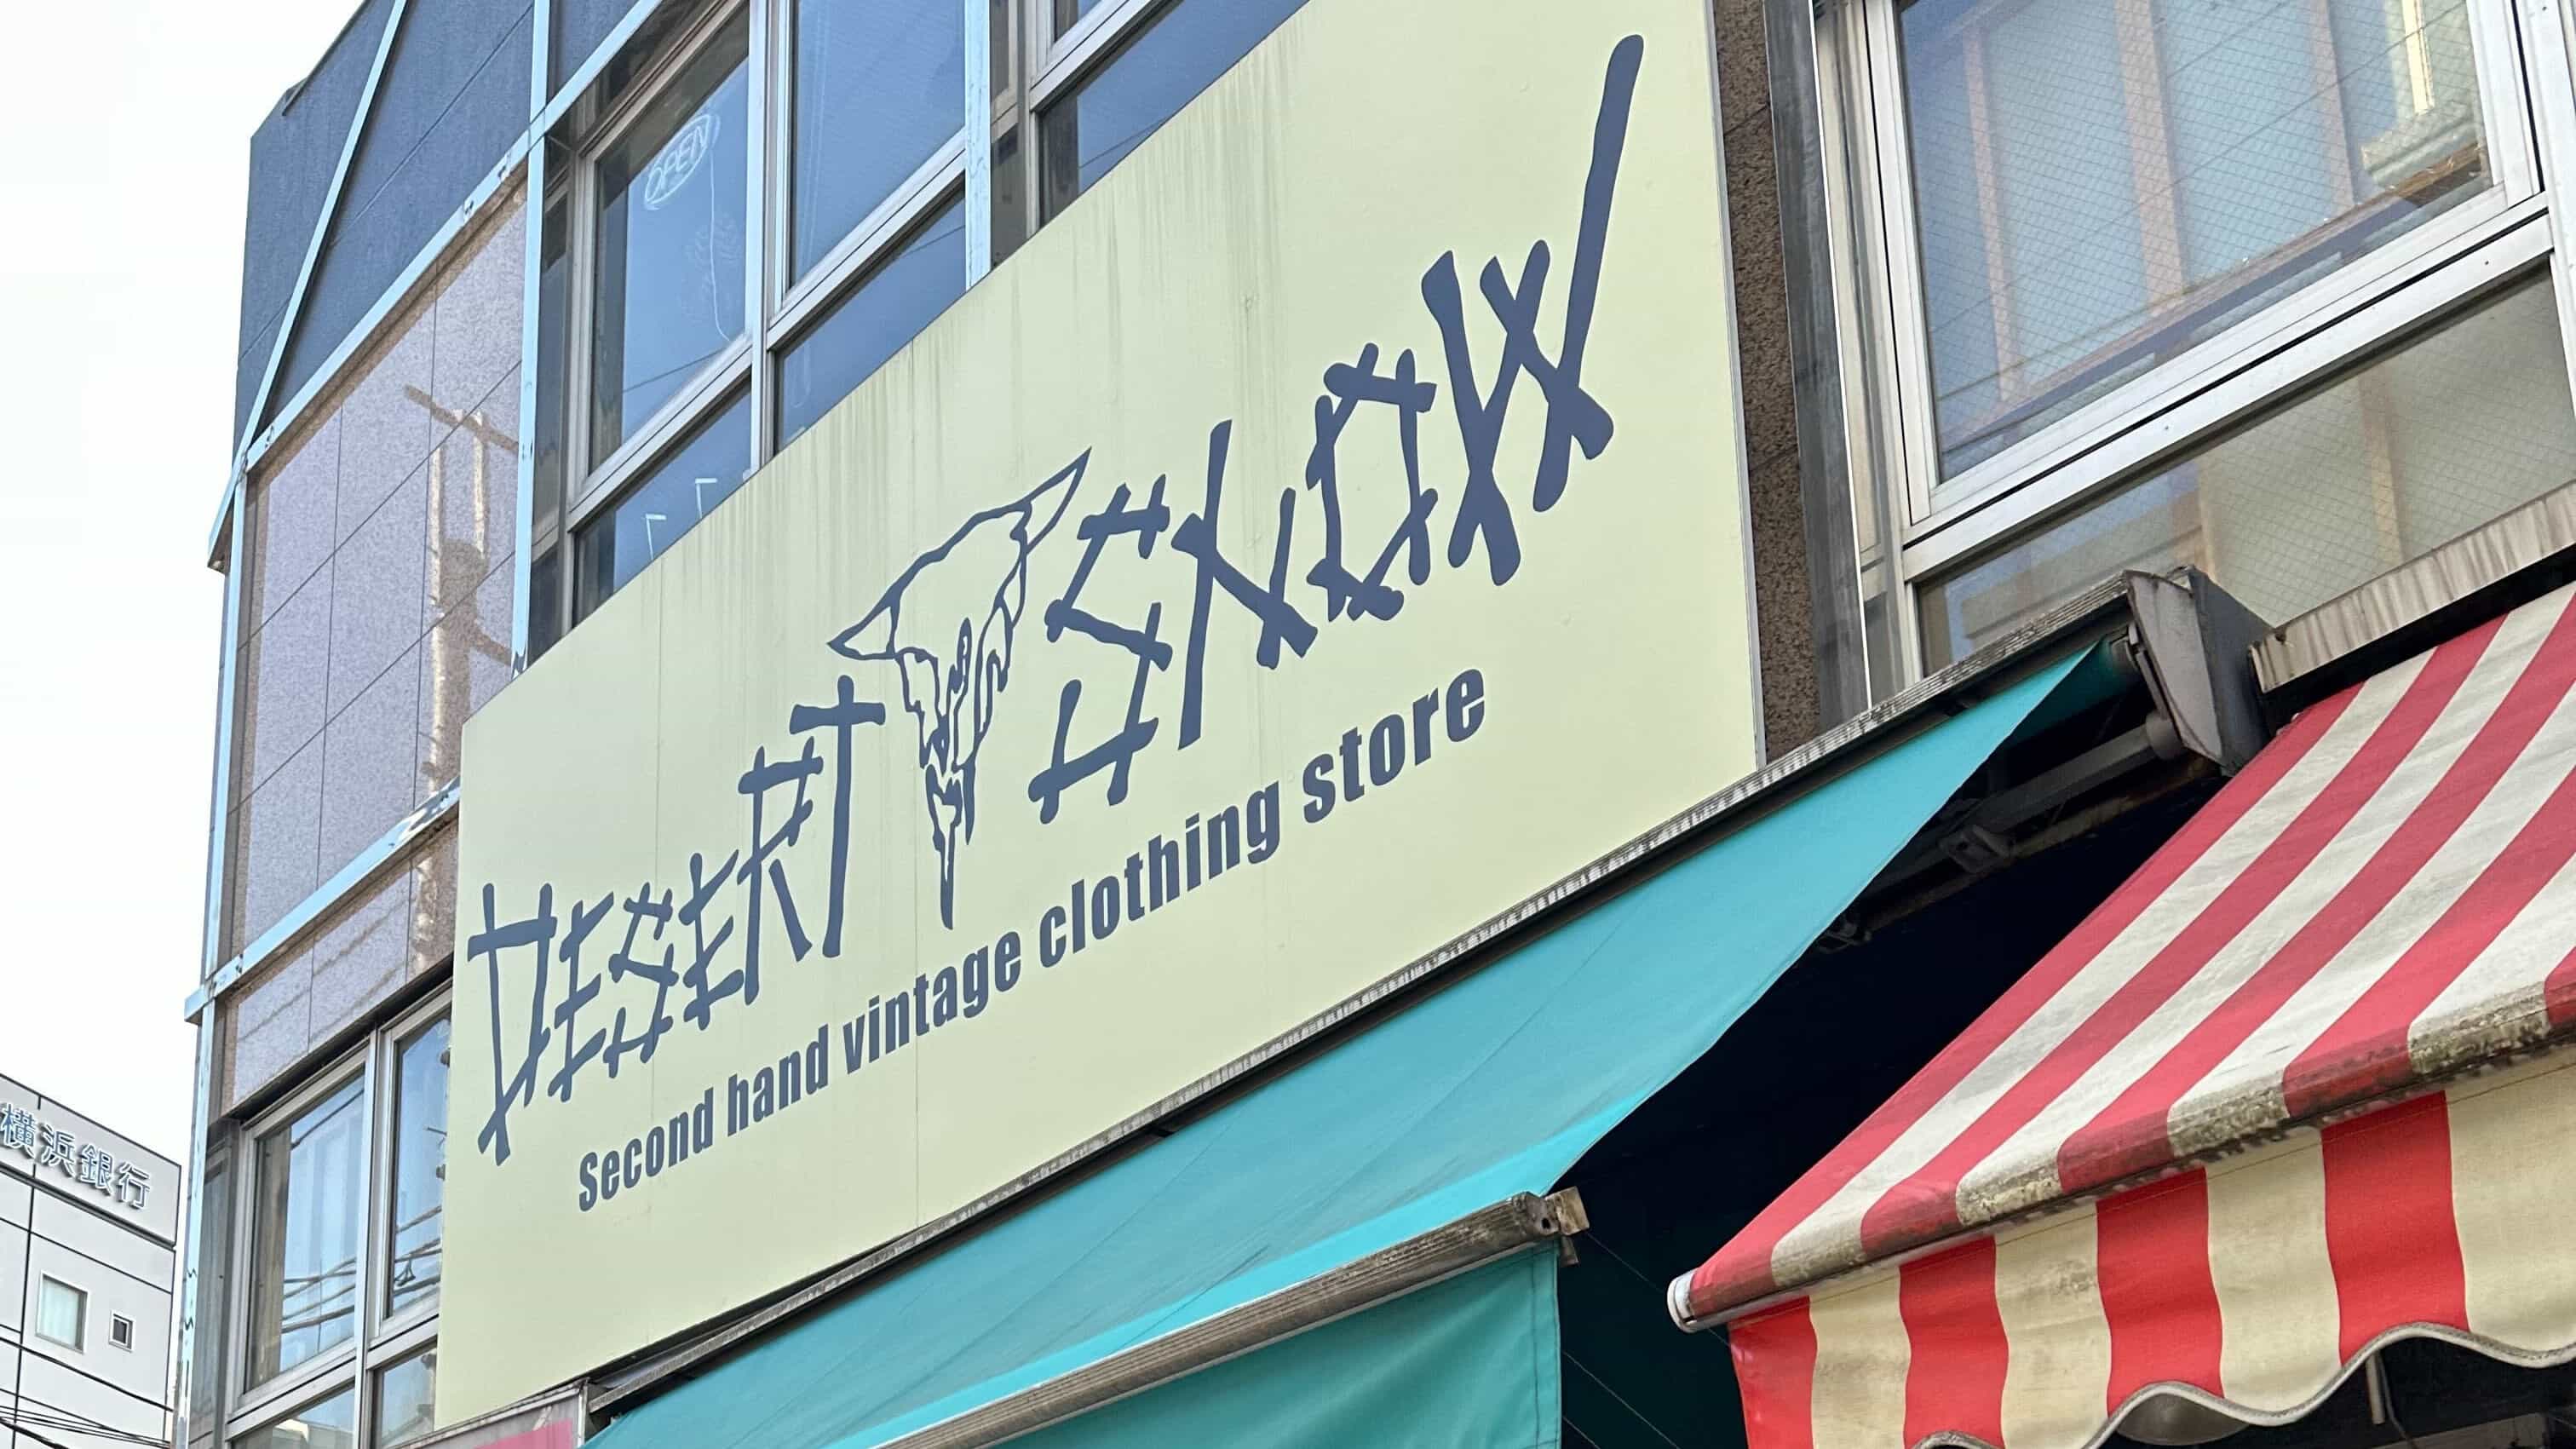 OPEN
DESERT SNOW
Second hand vintage clothing store
横浜銀行